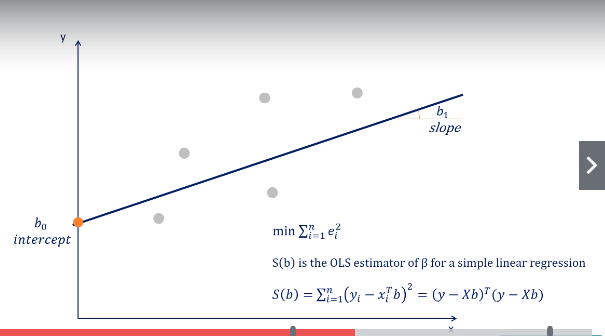 y
b₁
slope
b₀
intercept
min ∑ⁿᵢ₌₁ eᵢ²
S(b) is the OLS estimator of β for a simple linear regression
S(b) = ∑ⁿᵢ₌₁(yᵢ − xᵢᵀb)² = (y − Xb)ᵀ(y − Xb)
x